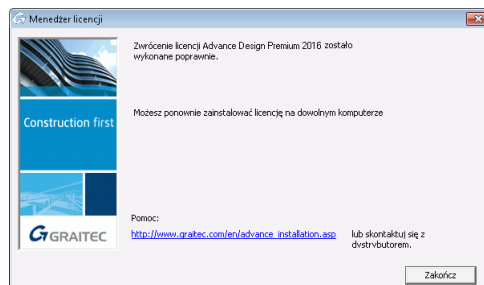 Menedżer licencji
Zwrócenie licencji Advance Design Premium 2016 zostało
wykonane poprawnie.
Construction first
Możesz ponownie zainstalować licencję na dowolnym komputerze
GRAITEC
Pomoc:
http://www.graitec.com/en/advance_installation.asp lub skontaktuj się z
dystrybutorem.
Zakończ